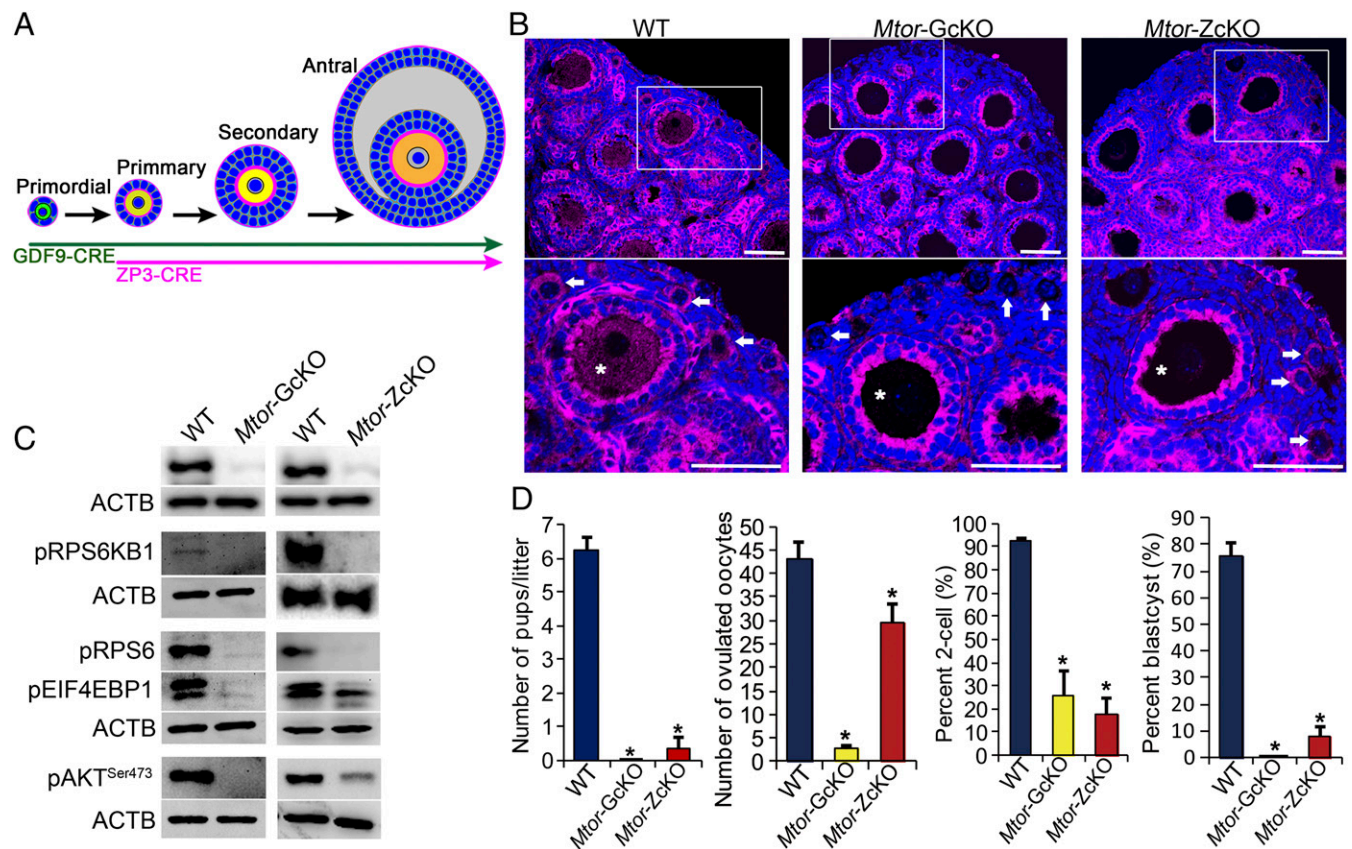 A
Primordial
Primmary
Secondary
Antral
GDF9-CRE
ZP3-CRE
B
WT
Mtor-GcKO
Mtor-ZcKO
*
*
*
C
WT
Mtor-GcKO
WT
Mtor-ZcKO
ACTB
pRPS6KB1
ACTB
pRPS6
pEIF4EBP1
ACTB
pAKTSer473
ACTB
D
Number of pups/litter
7
6
5
4
3
2
1
0
*
*
WT
Mtor-GcKO
Mtor-ZcKO
Number of ovulated oocytes
50
45
40
35
30
25
20
15
10
5
0
*
*
WT
Mtor-GcKO
Mtor-ZcKO
Percent 2-cell (%)
100
90
80
70
60
50
40
30
20
10
0
*
*
WT
Mtor-GcKO
Mtor-ZcKO
Percent blastcyst (%)
90
80
70
60
50
40
30
20
10
0
*
*
WT
Mtor-GcKO
Mtor-ZcKO